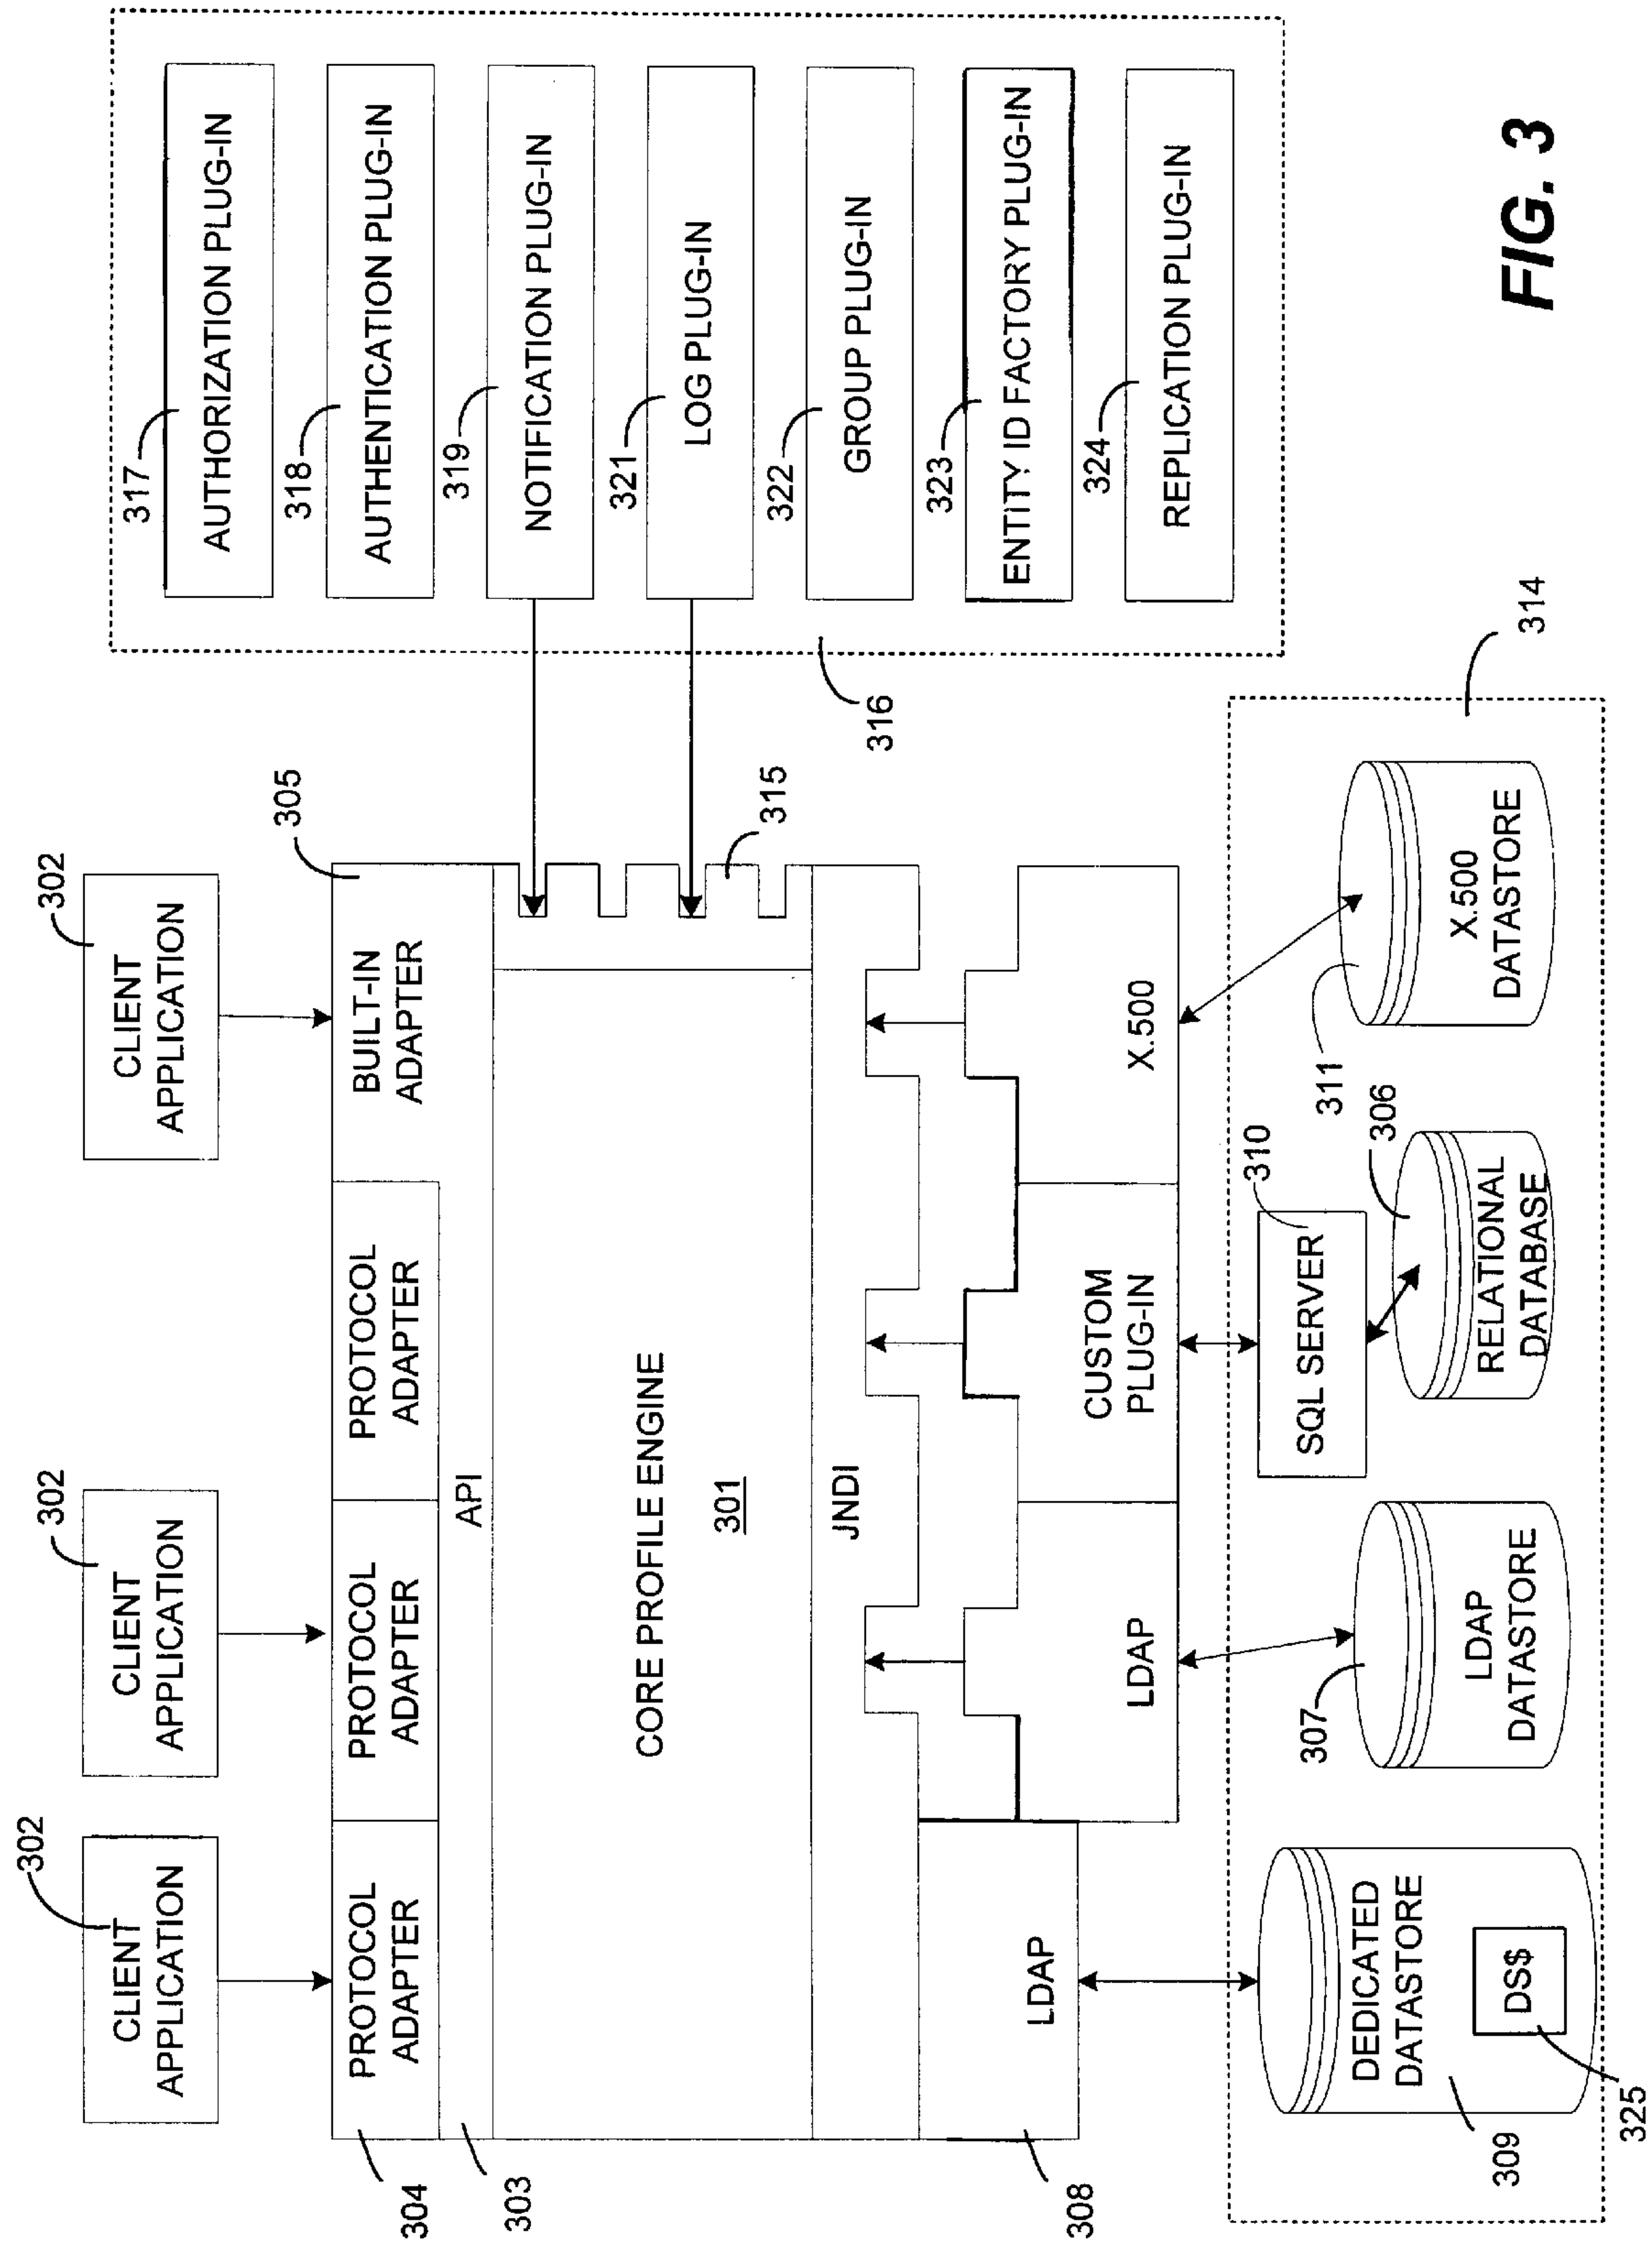 302
CLIENT
APPLICATION
302
CLIENT
APPLICATION
302
CLIENT
APPLICATION
304
PROTOCOL
ADAPTER
PROTOCOL
ADAPTER
PROTOCOL
ADAPTER
BUILT-IN
ADAPTER
305
303
API
CORE PROFILE ENGINE
301
315
JNDI
308
LDAP
LDAP
CUSTOM
PLUG-IN
X.500
309
DEDICATED
DATASTORE
DS$
325
307
LDAP
DATASTORE
SQL SERVER
310
306
RELATIONAL
DATABASE
311
X.500
DATASTORE
314
316
317
AUTHORIZATION PLUG-IN
318
AUTHENTICATION PLUG-IN
319
NOTIFICATION PLUG-IN
321
LOG PLUG-IN
322
GROUP PLUG-IN
323
ENTITY ID FACTORY PLUG-IN
324
REPLICATION PLUG-IN
FIG. 3